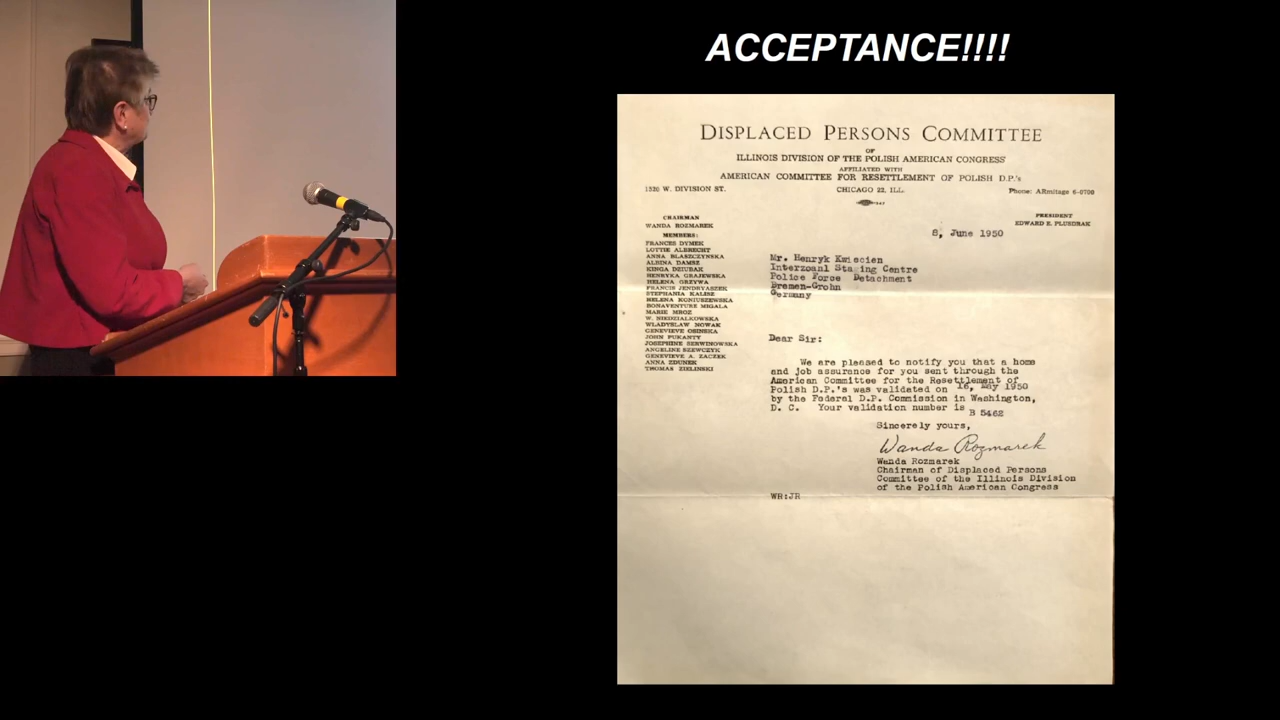 ACCEPTANCE!!!!
DISPLACED PERSONS COMMITTEE
OF
ILLINOIS DIVISION OF THE POLISH AMERICAN CONGRESS
AFFILIATED WITH
AMERICAN COMMITTEE FOR RESETTLEMENT OF POLISH D.P.'s
1520 W. DIVISION ST.
CHICAGO 22, ILL.
Phone: ARmitage 6-0700
CHAIRMAN
WANDA ROZMAREK
MEMBERS:
FRANCES DYMEK
LOTTIE ALBRECHT
ANNA BLASZCZYNSKA
ALBINA DAMSZ
KINGA DZIUBAK
HENRYKA GRAJEWSKA
HELENA GRZYWA
FRANCIS JENDRYASZEK
STEPHANIA KALISZ
HELENA KONIUSZEWSKA
BONAVENTURE MIGALA
MARIE MROZ
W. NIEDZIALKOWSKA
WLADYSLAW NOWAK
GENEVIEVE OSINSKA
JOHN PUKANTY
JOSEPHINE SERWINOWSKA
ANGELINE SZEWCZYK
GENEVIEVE A. ZACZEK
ANNA ZDUNEK
THOMAS ZIELINSKI
PRESIDENT
EDWARD E. PLUSDRAK
8, June 1950
Mr. Henryk Kwiecien
Interzoanl Staging Centre
Police Force Detachment
Bremen-Grohn
Germany
Dear Sir:
We are pleased to notify you that a home
and job assurance for you sent through the
American Committee for the Resettlement of
Polish D.P.'s was validated on 16, May 1950
by the Federal D.P. Commission in Washington,
D. C. Your validation number is B 5462
Sincerely yours,
Wanda Rozmarek
Wanda Rozmarek
Chairman of Displaced Persons
Committee of the Illinois Division
of the Polish American Congress
WR:JR